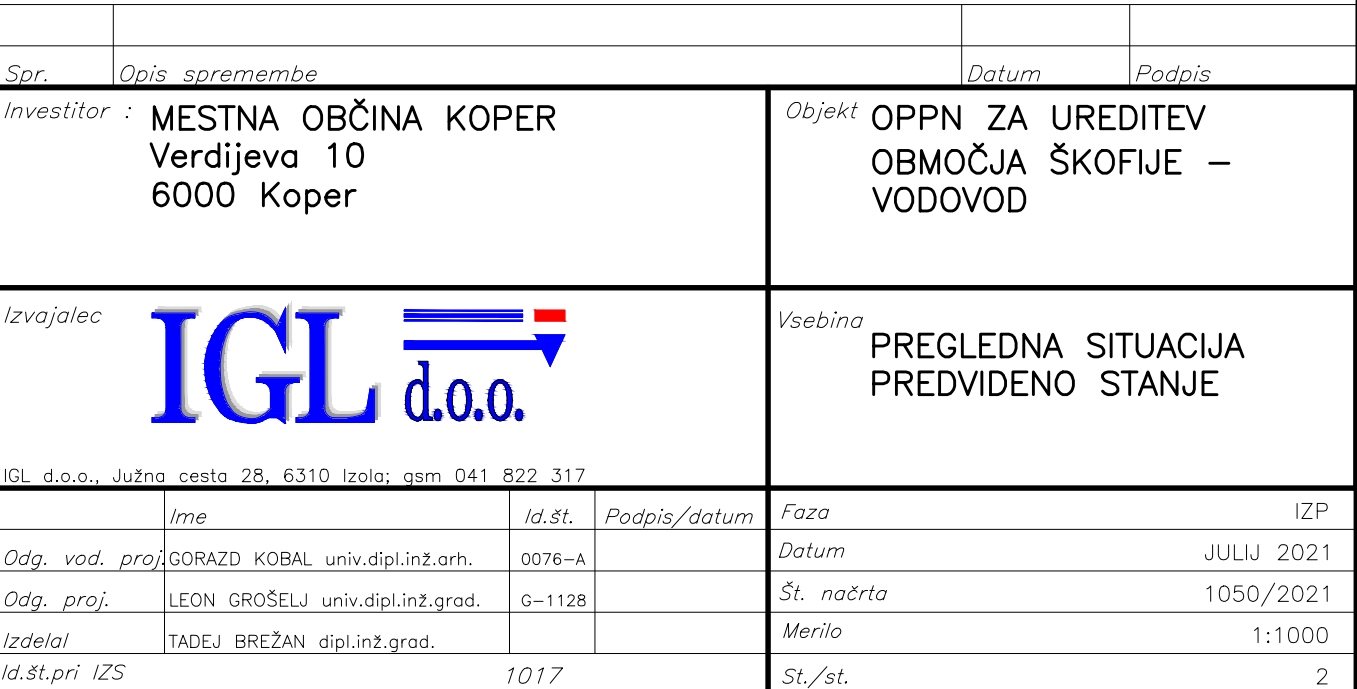 Spr. Opis spremembe Datum Podpis
Investitor : MESTNA OBČINA KOPER
Verdijeva 10
6000 Koper
Objekt OPPN ZA UREDITEV
OBMOČJA ŠKOFIJE –
VODOVOD
Izvajalec
IGL d.o.o.
IGL d.o.o., Južna cesta 28, 6310 Izola; gsm 041 822 317
Vsebina
PREGLEDNA SITUACIJA
PREDVIDENO STANJE
Ime Id.št. Podpis/datum
Odg. vod. proj. GORAZD KOBAL univ.dipl.inž.arh. 0076–A
Odg. proj. LEON GROŠELJ univ.dipl.inž.grad. G–1128
Izdelal TADEJ BREŽAN dipl.inž.grad.
Id.št.pri IZS 1017
Faza IZP
Datum JULIJ 2021
Št. načrta 1050/2021
Merilo 1:1000
St./st. 2